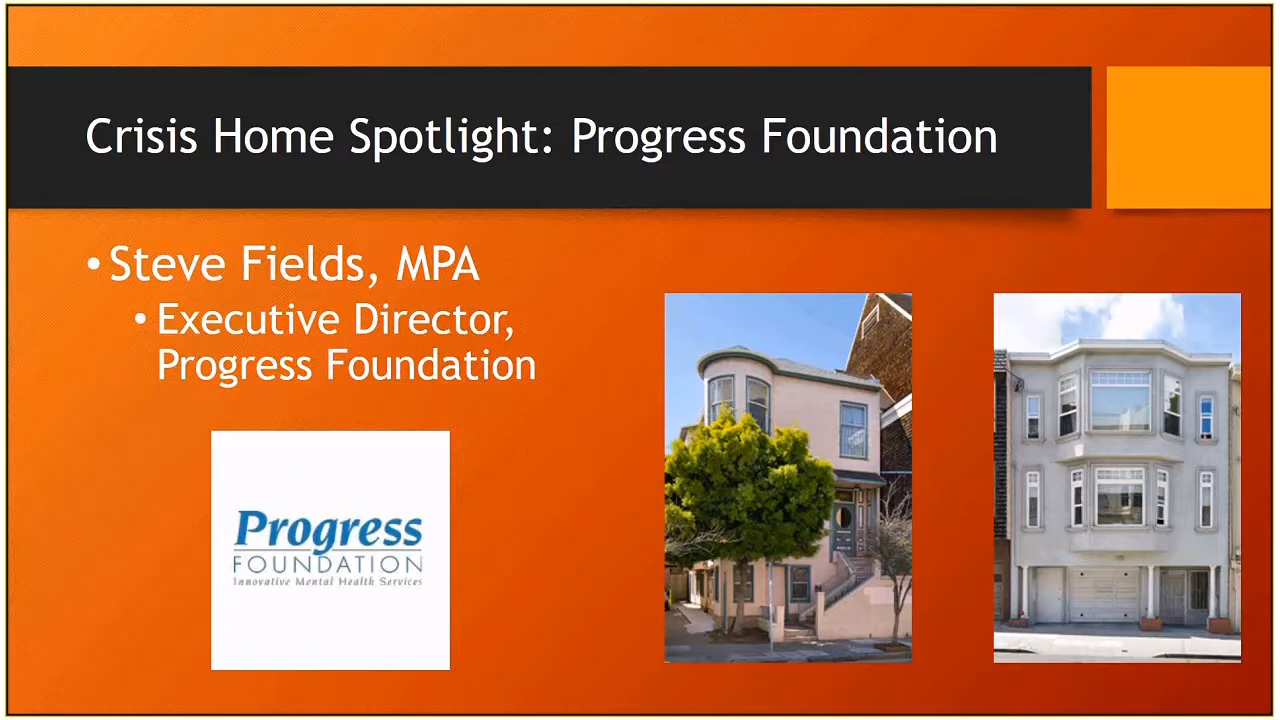 Crisis Home Spotlight: Progress Foundation
• Steve Fields, MPA
• Executive Director,
Progress Foundation
Progress
FOUNDATION
Innovative Mental Health Services